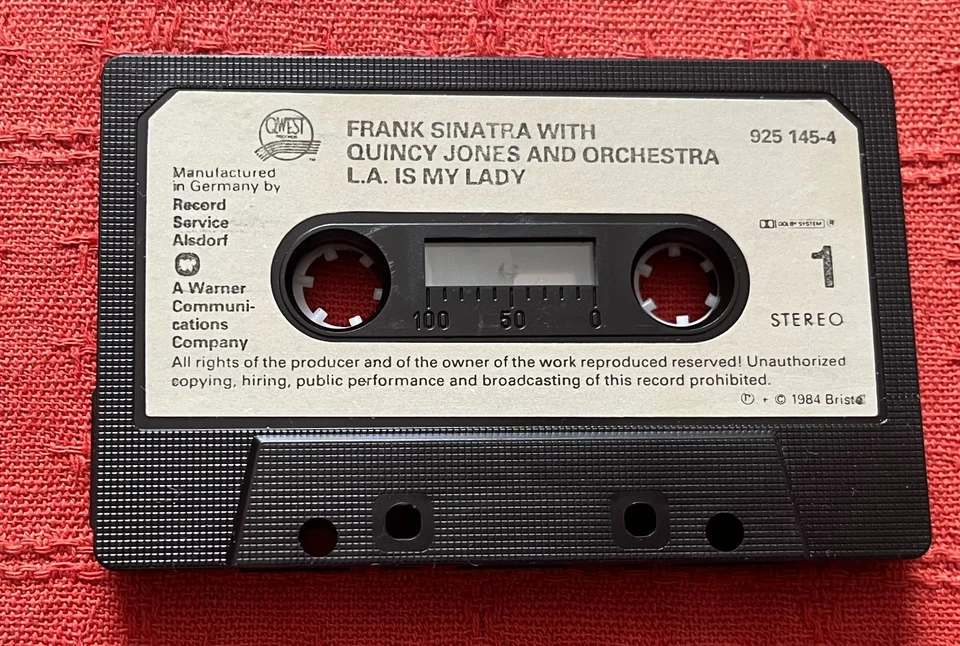 QWEST
RECORDS
FRANK SINATRA WITH
QUINCY JONES AND ORCHESTRA
L.A. IS MY LADY
925 145-4
Manufactured
in Germany by
Record
Service
Alsdorf
A Warner
Communi-
cations
Company
DOLBY SYSTEM ®
1
STEREO
100 50 0
All rights of the producer and of the owner of the work reproduced reserved! Unauthorized
copying, hiring, public performance and broadcasting of this record prohibited.
℗ + © 1984